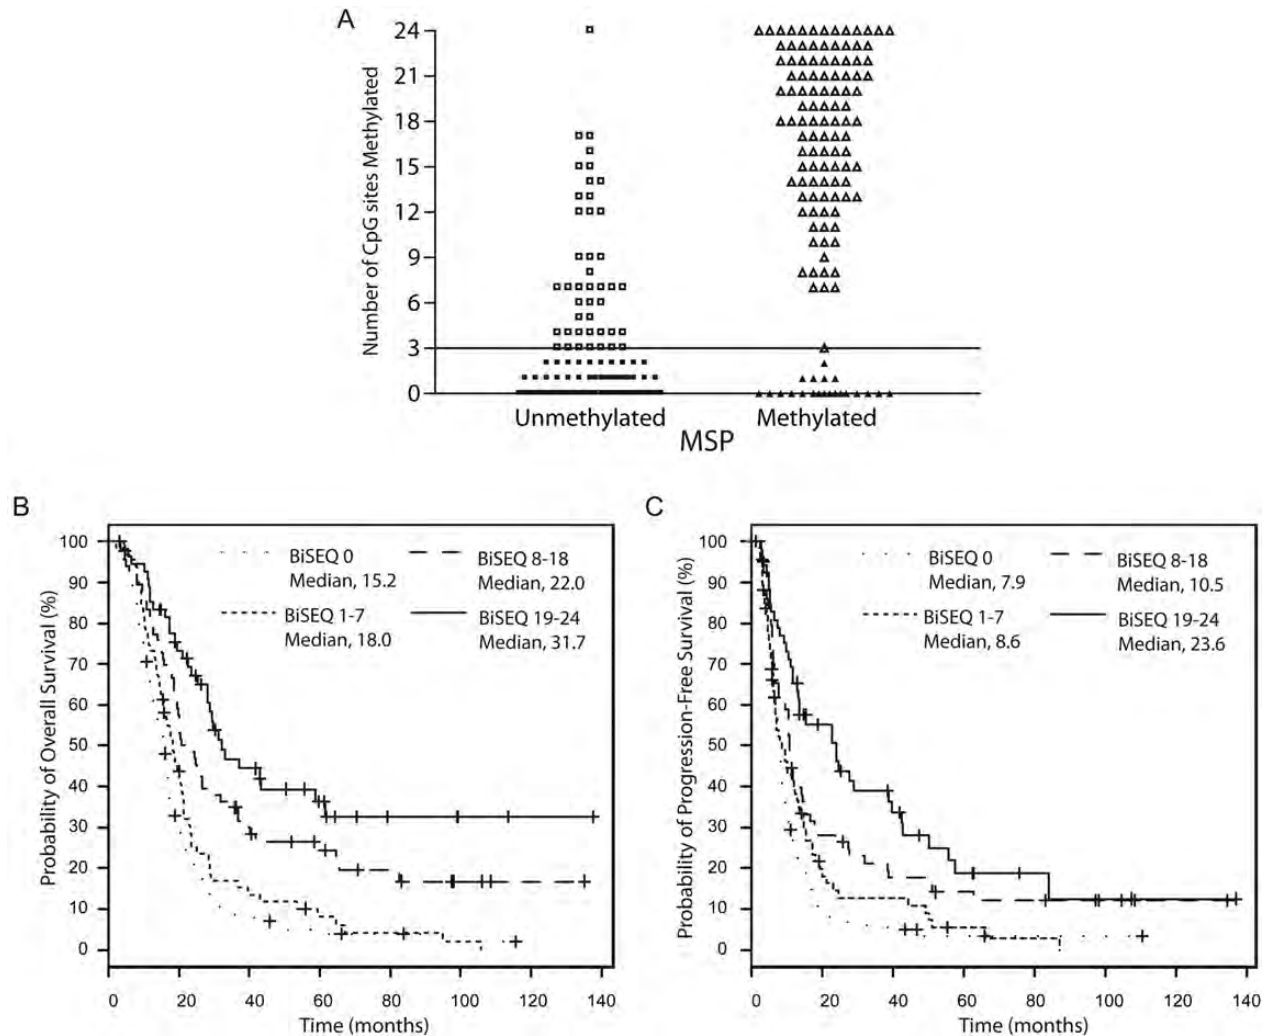 A
Number of CpG sites Methylated
24
21
18
15
12
9
6
3
0
Unmethylated
Methylated
MSP
B
Probability of Overall Survival (%)
100
90
80
70
60
50
40
30
20
10
0
BiSEQ 0
Median, 15.2
BiSEQ 8-18
Median, 22.0
BiSEQ 1-7
Median, 18.0
BiSEQ 19-24
Median, 31.7
0 20 40 60 80 100 120 140
Time (months)
C
Probability of Progression-Free Survival (%)
100
90
80
70
60
50
40
30
20
10
0
BiSEQ 0
Median, 7.9
BiSEQ 8-18
Median, 10.5
BiSEQ 1-7
Median, 8.6
BiSEQ 19-24
Median, 23.6
0 20 40 60 80 100 120 140
Time (months)